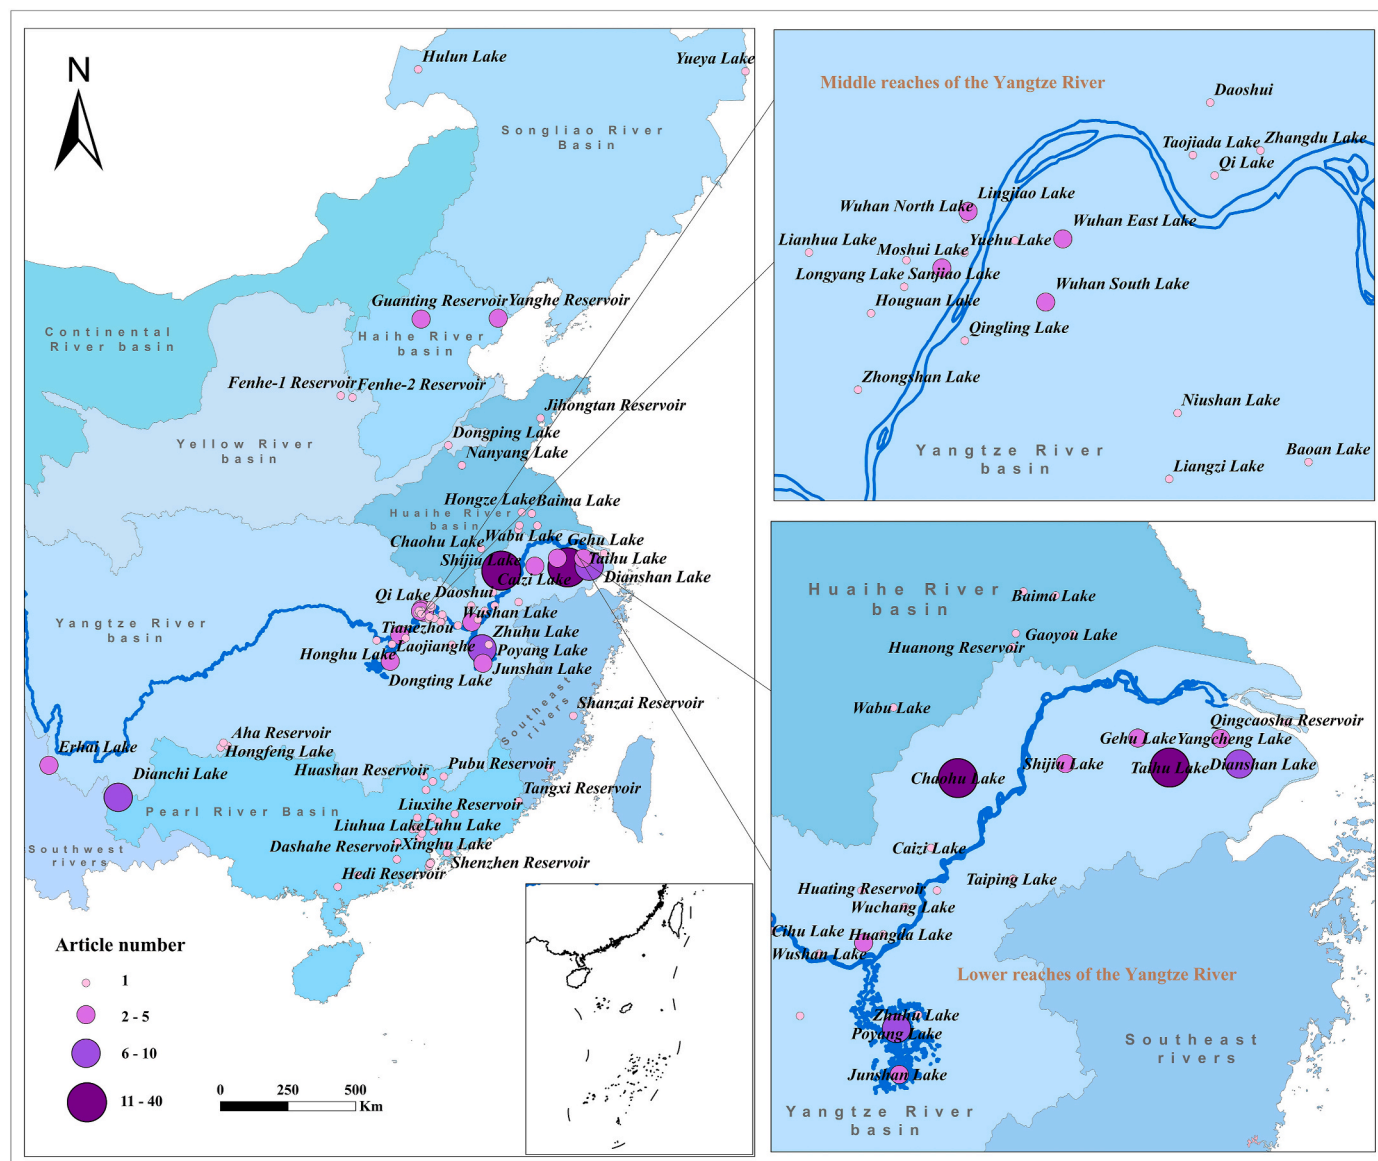 N
Hulun Lake
Yueya Lake
Songliao River
Basin
Continental
River basin
Guanting Reservoir
Yanghe Reservoir
Haihe River
basin
Fenhe-1 Reservoir
Fenhe-2 Reservoir
Jihongtan Reservoir
Yellow River
basin
Dongping Lake
Nanyang Lake
Hongze Lake
Baima Lake
Huaihe River
basin
Wabu Lake
Gehu Lake
Chaohu Lake
Shijiu Lake
Taihu Lake
Caizi Lake
Dianshan Lake
Qi Lake
Daoshui
Wushan Lake
Yangtze River
basin
Tianezhou
Zhuhu Lake
Laojianghe
Poyang Lake
Honghu Lake
Junshan Lake
Dongting Lake
Southeast
rivers
Shanzai Reservoir
Aha Reservoir
Erhai Lake
Hongfeng Lake
Dianchi Lake
Huashan Reservoir
Pubu Reservoir
Tangxi Reservoir
Pearl River Basin
Liuxihe Reservoir
Liuhua Lake
Luhu Lake
Southwest
rivers
Dashahe Reservoir
Xinghu Lake
Shenzhen Reservoir
Hedi Reservoir
Article number
1
2 - 5
6 - 10
11 - 40
0
250
500
Km
Middle reaches of the Yangtze River
Daoshui
Taojiada Lake
Zhangdu Lake
Qi Lake
Lingjiao Lake
Wuhan North Lake
Wuhan East Lake
Lianhua Lake
Moshui Lake
Yuehu Lake
Longyang Lake
Sanjiao Lake
Wuhan South Lake
Houguan Lake
Qingling Lake
Zhongshan Lake
Niushan Lake
Yangtze River
basin
Baoan Lake
Liangzi Lake
Huaihe River
basin
Baima Lake
Gaoyou Lake
Huanong Reservoir
Wabu Lake
Qingcaosha Reservoir
Gehu Lake
Yangcheng Lake
Shijiu Lake
Taihu Lake
Dianshan Lake
Chaohu Lake
Caizi Lake
Taiping Lake
Huating Reservoir
Wuchang Lake
Cihu Lake
Huangda Lake
Wushan Lake
Lower reaches of the Yangtze River
Zhuhu Lake
Poyang Lake
Southeast
rivers
Junshan Lake
Yangtze River
basin